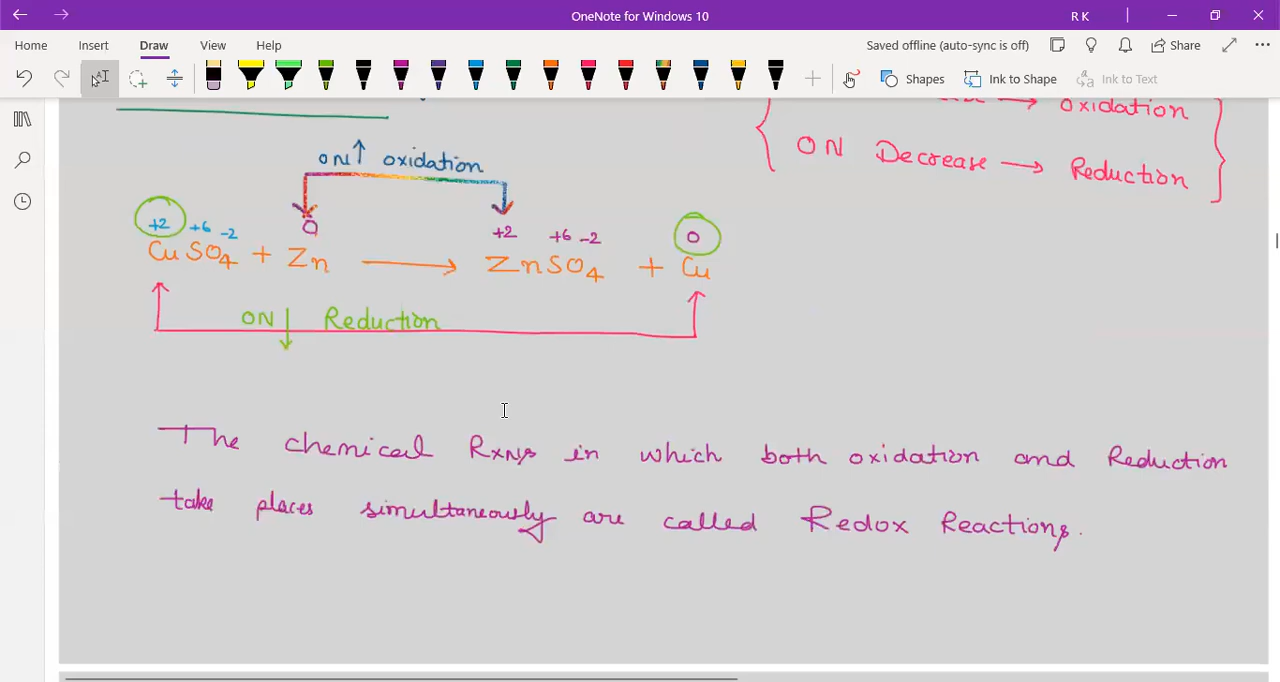 OneNote for Windows 10
R K
Home Insert Draw View Help
Saved offline (auto-sync is off)
Share
Shapes
Ink to Shape
Ink to Text
→ oxidation
ON Decrease → Reduction
ON↑ oxidation
+2 +6 -2 0 +2 +6 -2 0
CuSO4 + Zn → ZnSO4 + Cu
ON↓ Reduction
The chemical Rxns in which both oxidation and Reduction
take places simultaneously are called Redox Reactions.